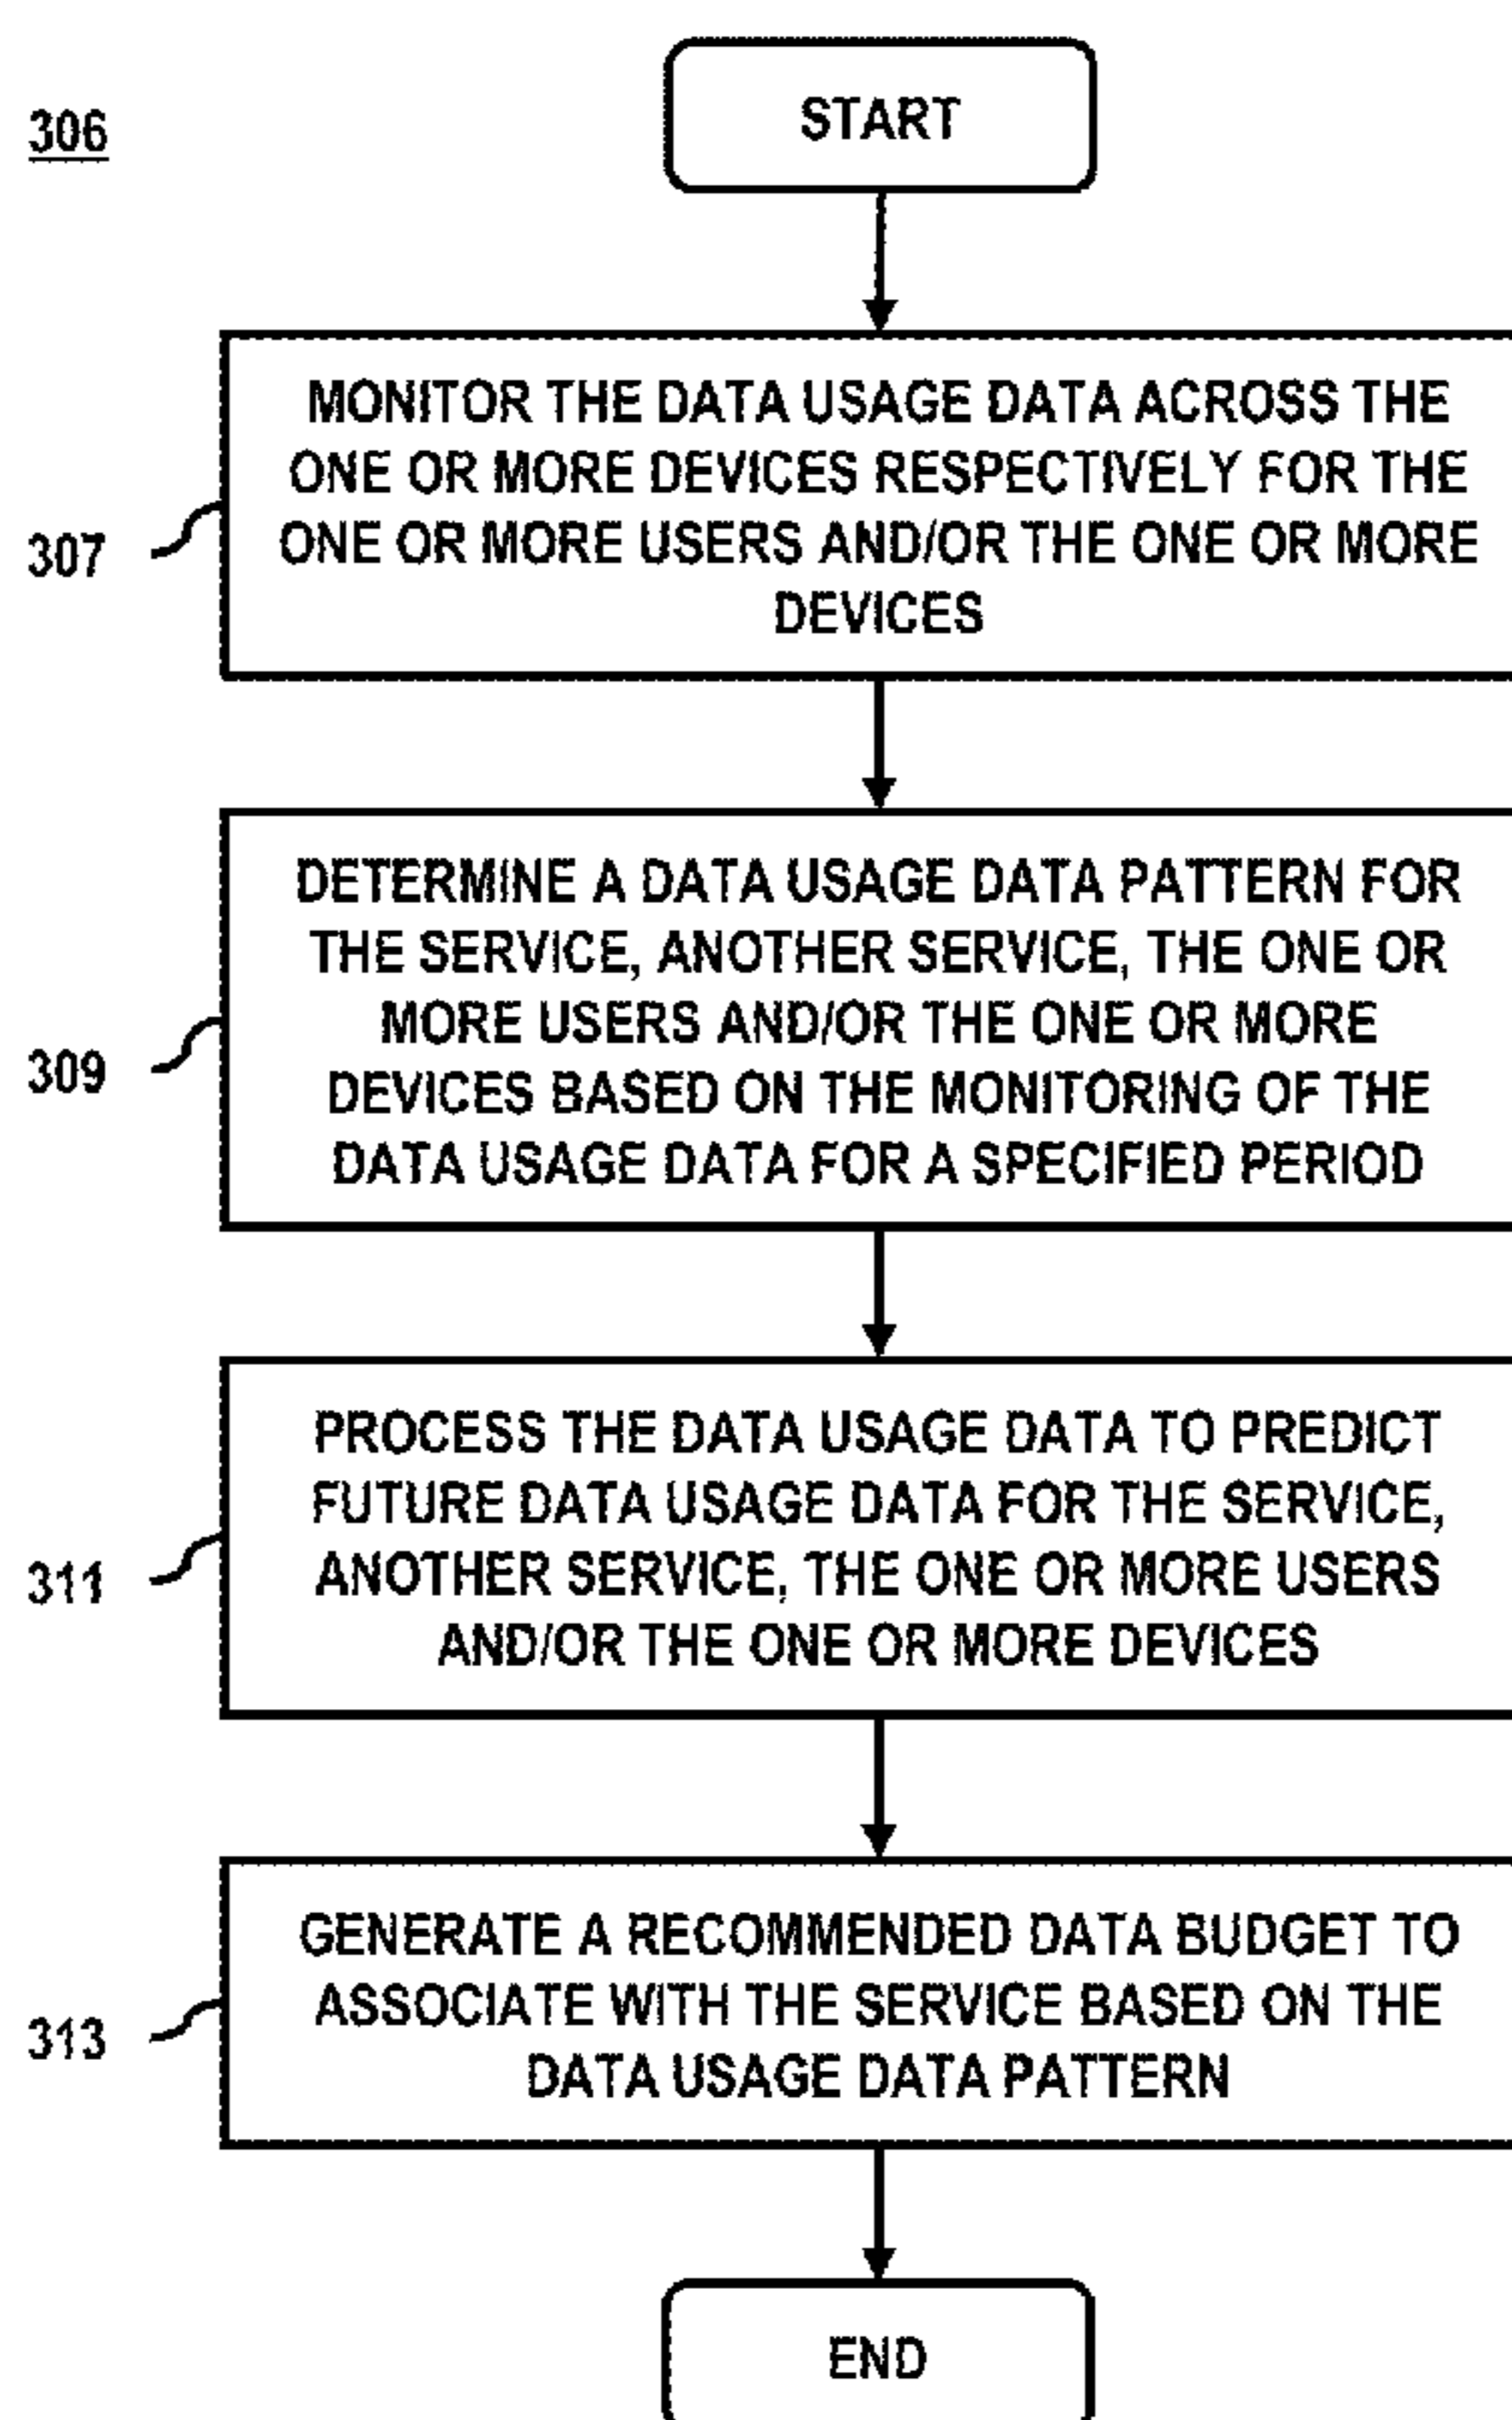 306
START
MONITOR THE DATA USAGE DATA ACROSS THE
ONE OR MORE DEVICES RESPECTIVELY FOR THE
ONE OR MORE USERS AND/OR THE ONE OR MORE
DEVICES
307
DETERMINE A DATA USAGE DATA PATTERN FOR
THE SERVICE, ANOTHER SERVICE, THE ONE OR
MORE USERS AND/OR THE ONE OR MORE
DEVICES BASED ON THE MONITORING OF THE
DATA USAGE DATA FOR A SPECIFIED PERIOD
309
PROCESS THE DATA USAGE DATA TO PREDICT
FUTURE DATA USAGE DATA FOR THE SERVICE,
ANOTHER SERVICE, THE ONE OR MORE USERS
AND/OR THE ONE OR MORE DEVICES
311
GENERATE A RECOMMENDED DATA BUDGET TO
ASSOCIATE WITH THE SERVICE BASED ON THE
DATA USAGE DATA PATTERN
313
END